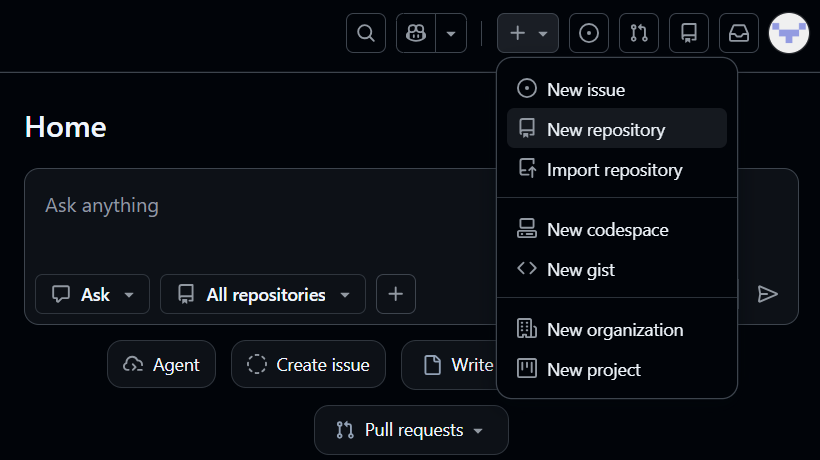 New issue
Home
New repository
Import repository
Ask anything
New codespace
New gist
Ask
All repositories
New organization
Agent
Create issue
Write
New project
Pull requests